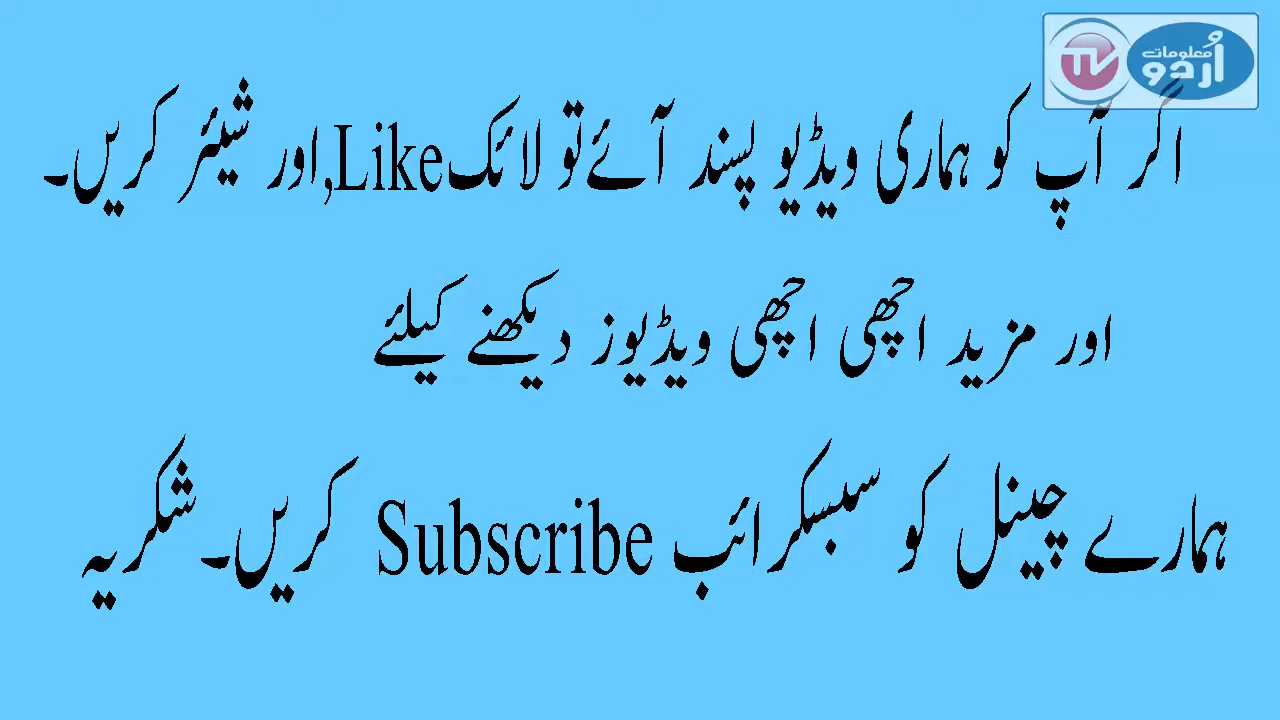 معلومات
اُردو
TV
اگر آپ کو ہماری ویڈیو پسند آئے تو لائک Like,اور شیئر کریں۔
اور مزید اچھی اچھی ویڈیوز دیکھنے کیلئے
ہمارے چینل کو سبسکرائب Subscribe کریں۔ شکریہ